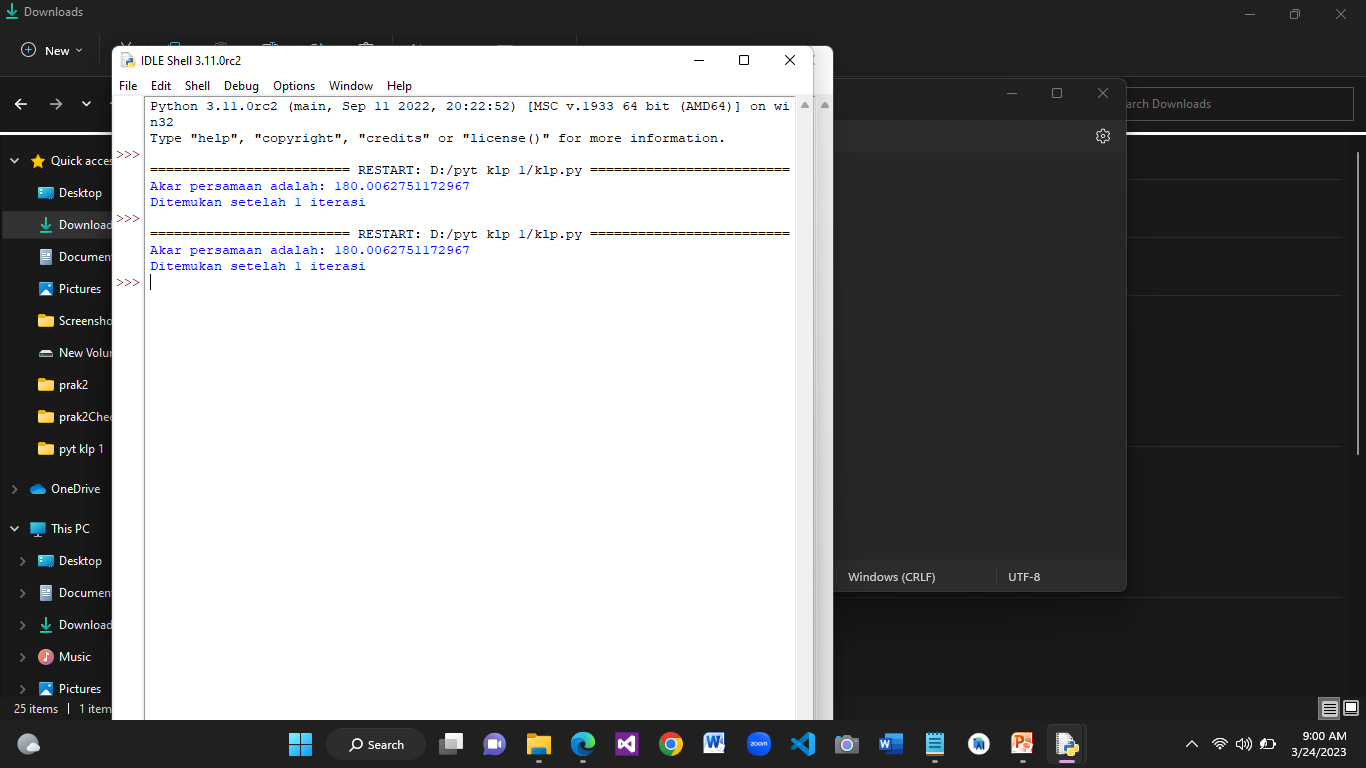 Downloads
New
IDLE Shell 3.11.0rc2
File Edit Shell Debug Options Window Help
Python 3.11.0rc2 (main, Sep 11 2022, 20:22:52) [MSC v.1933 64 bit (AMD64)] on wi
n32
Type "help", "copyright", "credits" or "license()" for more information.
>>>
========================= RESTART: D:/pyt klp 1/klp.py =========================
Akar persamaan adalah: 180.0062751172967
Ditemukan setelah 1 iterasi
>>>
========================= RESTART: D:/pyt klp 1/klp.py =========================
Akar persamaan adalah: 180.0062751172967
Ditemukan setelah 1 iterasi
>>>
arch Downloads
Quick acces
Desktop
Download
Documen
Pictures
Screensho
New Volu
prak2
prak2Che
pyt klp 1
OneDrive
This PC
Desktop
Documen
Download
Music
Pictures
25 items
1 item
Windows (CRLF)
UTF-8
Search
zoom
9:00 AM
3/24/2023